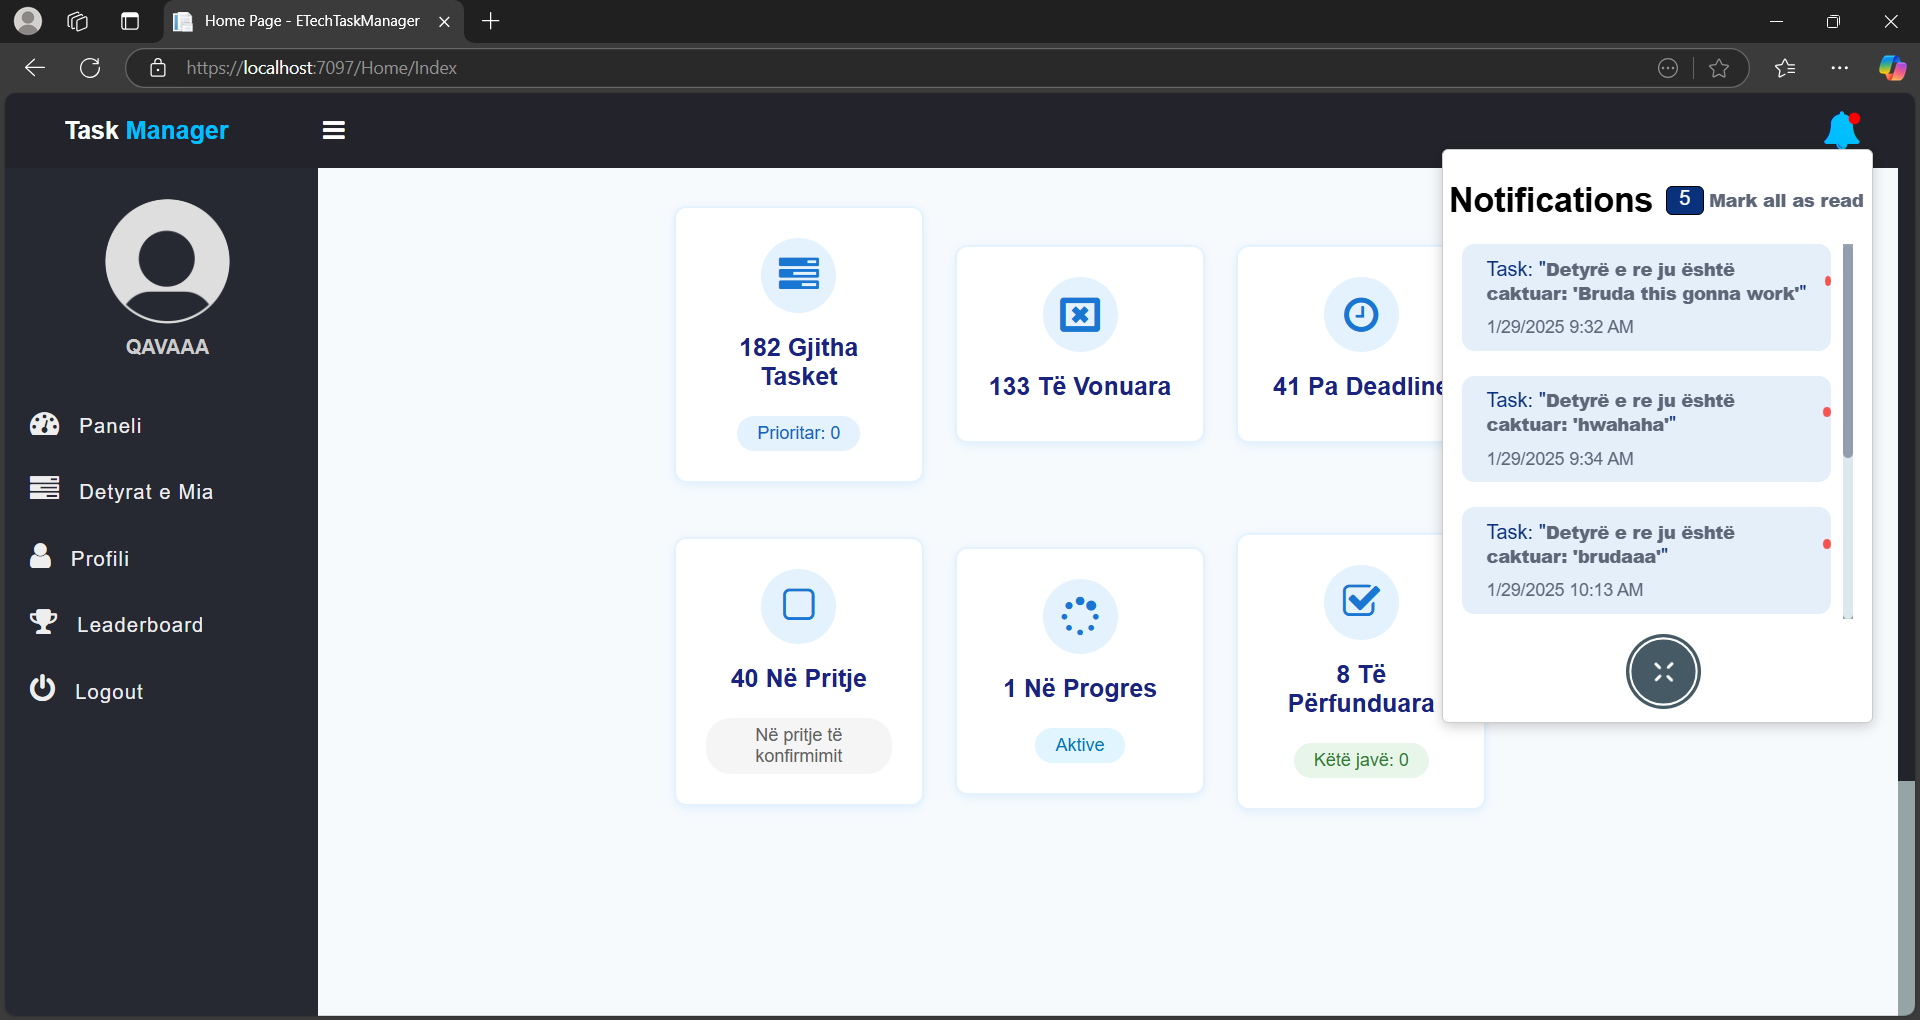 Home Page - ETechTaskManager
https://localhost:7097/Home/Index
Task Manager
QAVAAA
Paneli
Detyrat e Mia
Profili
Leaderboard
Logout
182 Gjitha
Tasket
Prioritar: 0
133 Të Vonuara
41 Pa Deadline
40 Në Pritje
Në pritje të
konfirmimit
1 Në Progres
Aktive
8 Të
Përfunduara
Këtë javë: 0
Notifications 5 Mark all as read
Task: "Detyrë e re ju është
caktuar: 'Bruda this gonna work'"
1/29/2025 9:32 AM
Task: "Detyrë e re ju është
caktuar: 'hwahaha'"
1/29/2025 9:34 AM
Task: "Detyrë e re ju është
caktuar: 'brudaaa'"
1/29/2025 10:13 AM